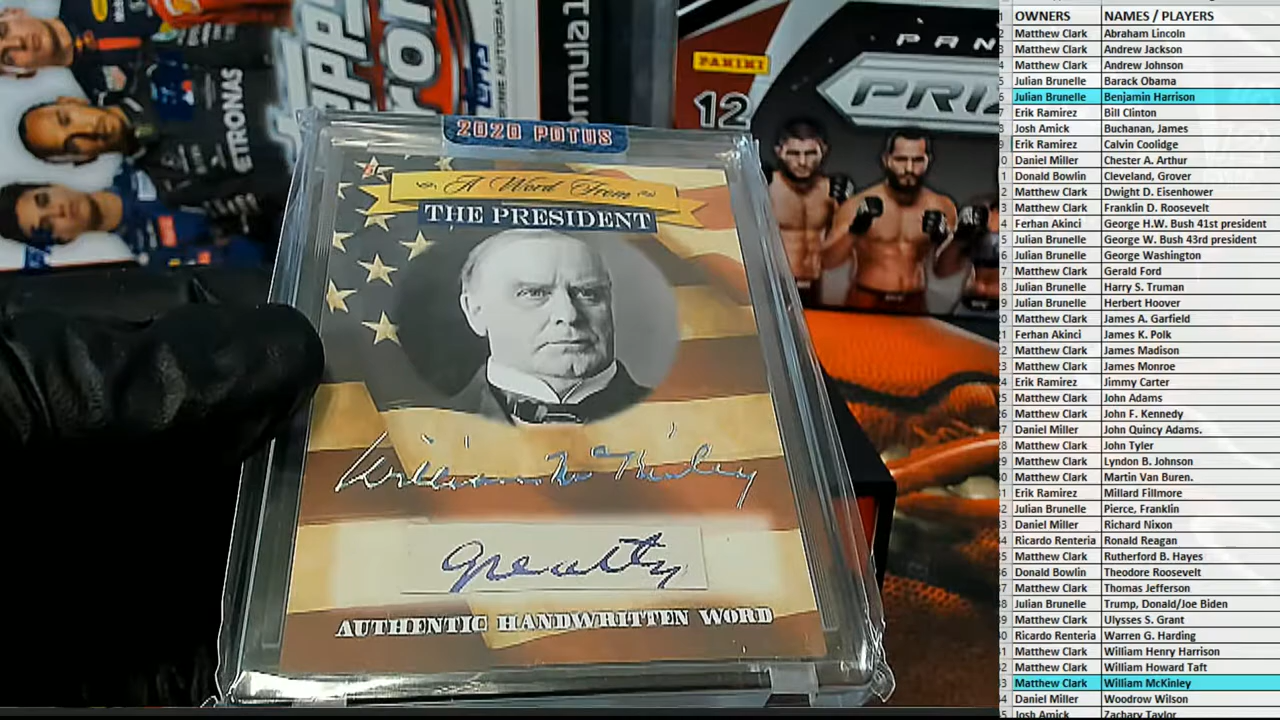 2020 POTUS
A Word From
THE PRESIDENT
William McKinley
greatly
AUTHENTIC HANDWRITTEN WORD
ETRONAS
PANINI
12
PANI
PRIZ
OWNERS NAMES / PLAYERS
Matthew Clark Abraham Lincoln
Matthew Clark Andrew Jackson
Matthew Clark Andrew Johnson
Julian Brunelle Barack Obama
Julian Brunelle Benjamin Harrison
Erik Ramirez Bill Clinton
Josh Amick Buchanan, James
Erik Ramirez Calvin Coolidge
Daniel Miller Chester A. Arthur
Donald Bowlin Cleveland, Grover
Matthew Clark Dwight D. Eisenhower
Matthew Clark Franklin D. Roosevelt
Ferhan Akinci George H.W. Bush 41st president
Julian Brunelle George W. Bush 43rd president
Julian Brunelle George Washington
Matthew Clark Gerald Ford
Julian Brunelle Harry S. Truman
Julian Brunelle Herbert Hoover
Matthew Clark James A. Garfield
Ferhan Akinci James K. Polk
Matthew Clark James Madison
Matthew Clark James Monroe
Erik Ramirez Jimmy Carter
Matthew Clark John Adams
Matthew Clark John F. Kennedy
Daniel Miller John Quincy Adams.
Matthew Clark John Tyler
Matthew Clark Lyndon B. Johnson
Matthew Clark Martin Van Buren.
Erik Ramirez Millard Fillmore
Julian Brunelle Pierce, Franklin
Daniel Miller Richard Nixon
Ricardo Renteria Ronald Reagan
Matthew Clark Rutherford B. Hayes
Donald Bowlin Theodore Roosevelt
Matthew Clark Thomas Jefferson
Julian Brunelle Trump, Donald/Joe Biden
Matthew Clark Ulysses S. Grant
Ricardo Renteria Warren G. Harding
Matthew Clark William Henry Harrison
Matthew Clark William Howard Taft
Matthew Clark William McKinley
Daniel Miller Woodrow Wilson
Josh Amick Zachary Taylor